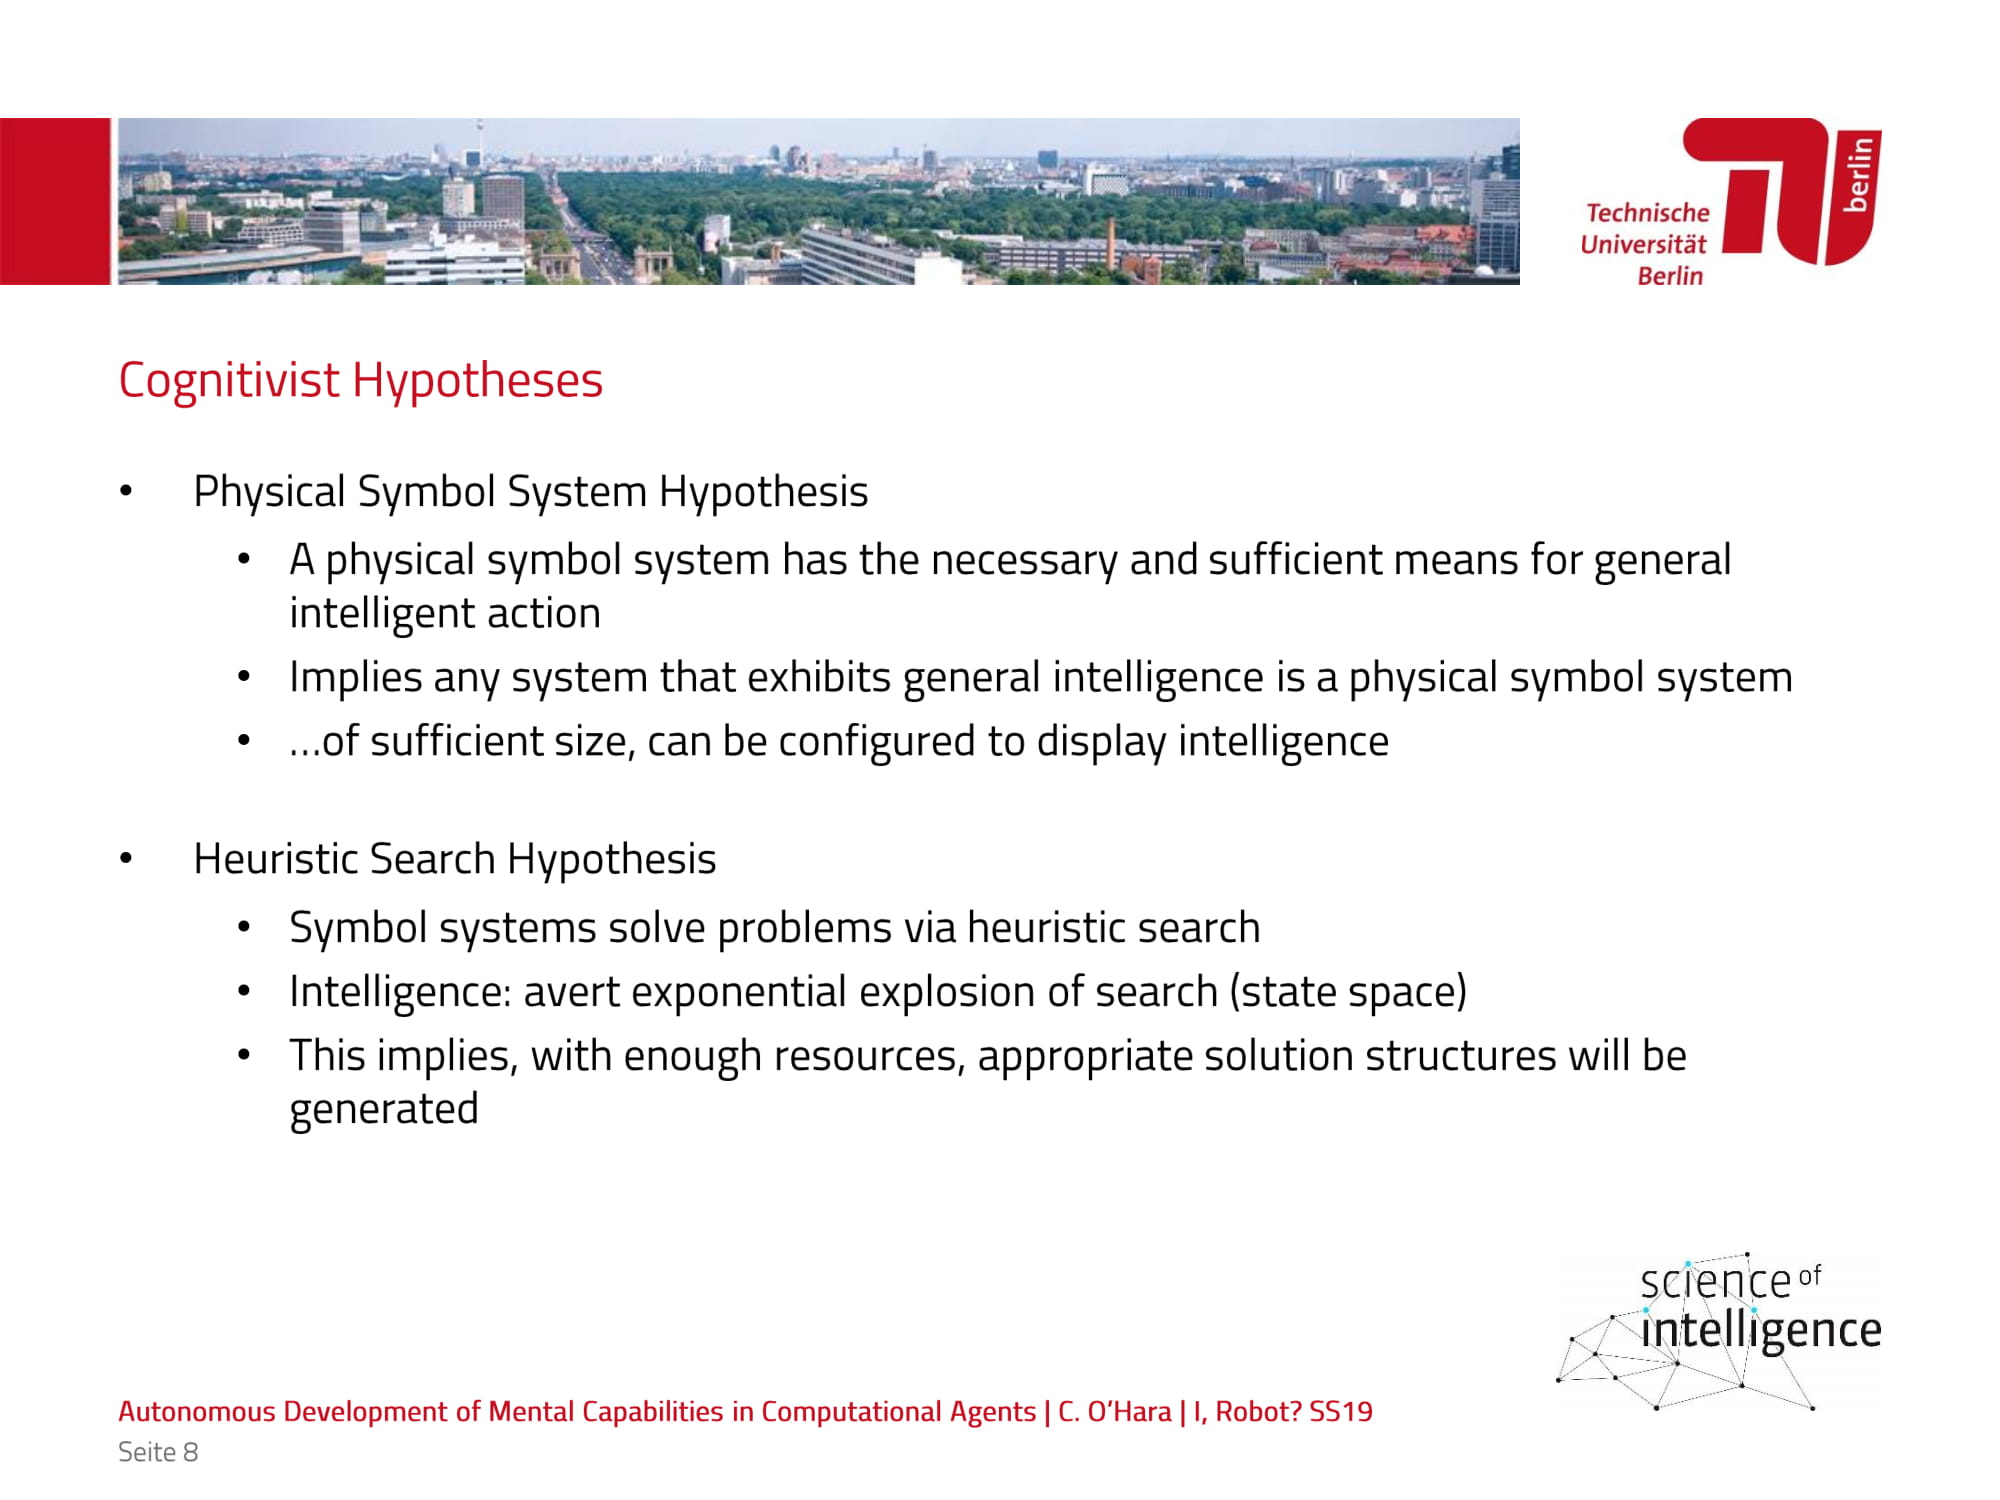 Technische
Universität
Berlin
berlin
Cognitivist Hypotheses
• Physical Symbol System Hypothesis
• A physical symbol system has the necessary and sufficient means for general
intelligent action
• Implies any system that exhibits general intelligence is a physical symbol system
• …of sufficient size, can be configured to display intelligence
• Heuristic Search Hypothesis
• Symbol systems solve problems via heuristic search
• Intelligence: avert exponential explosion of search (state space)
• This implies, with enough resources, appropriate solution structures will be
generated
science of
intelligence
Autonomous Development of Mental Capabilities in Computational Agents | C. O’Hara | I, Robot? SS19
Seite 8